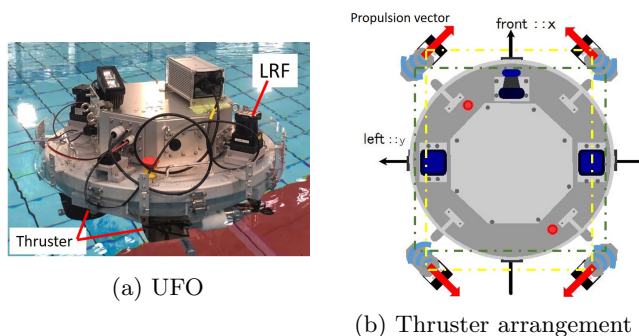 LRF
Thruster
(a) UFO
Propulsion vector
front ::x
left ::y
(b) Thruster arrangement